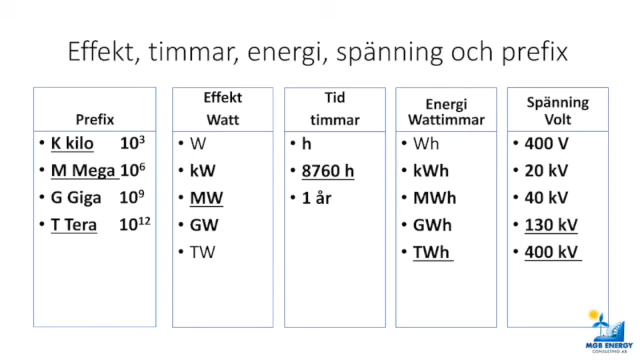 Effekt, timmar, energi, spänning och prefix
Prefix
• K kilo 10³
• M Mega 10⁶
• G Giga 10⁹
• T Tera 10¹²
Effekt
Watt
• W
• kW
• MW
• GW
• TW
Tid
timmar
• h
• 8760 h
• 1 år
Energi
Wattimmar
• Wh
• kWh
• MWh
• GWh
• TWh
Spänning
Volt
• 400 V
• 20 kV
• 40 kV
• 130 kV
• 400 kV
MGB ENERGY
CONSULTING AB